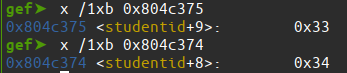 gef➤ x /1xb 0x804c375
0x804c375 <studentid+9>: 0x33
gef➤ x /1xb 0x804c374
0x804c374 <studentid+8>: 0x34